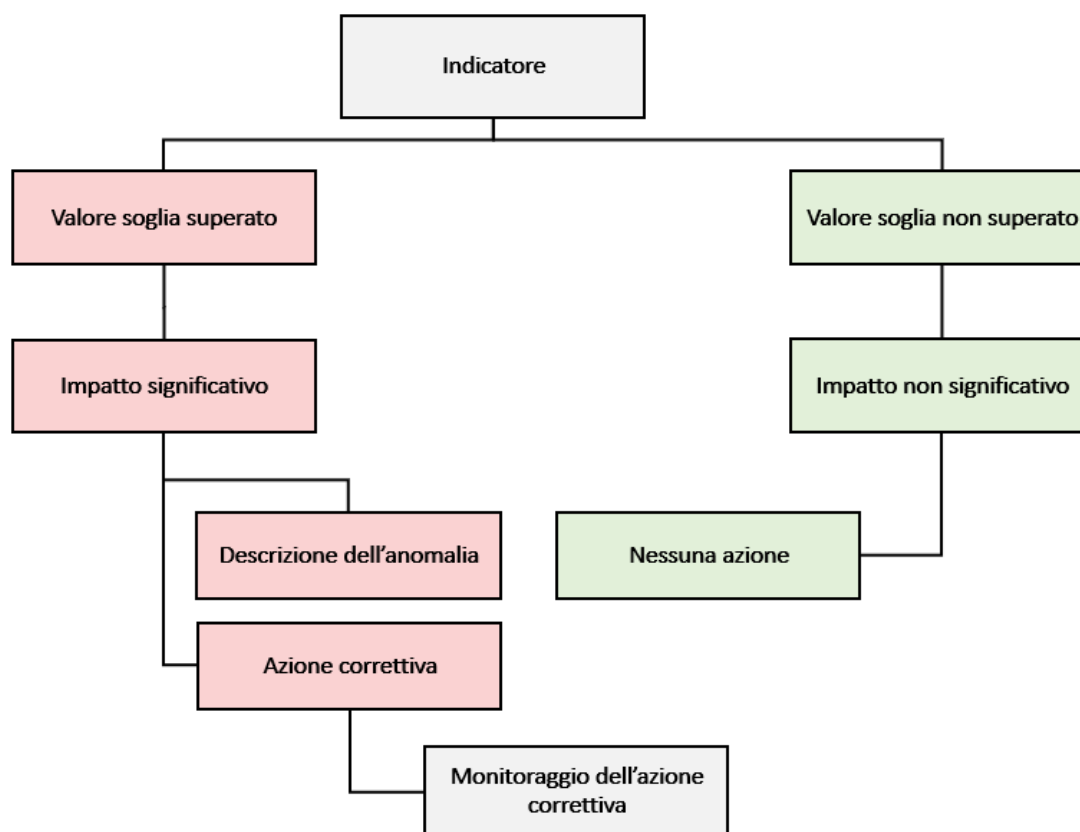 Indicatore
Valore soglia superato
Valore soglia non superato
Impatto significativo
Impatto non significativo
Descrizione dell’anomalia
Nessuna azione
Azione correttiva
Monitoraggio dell’azione
correttiva